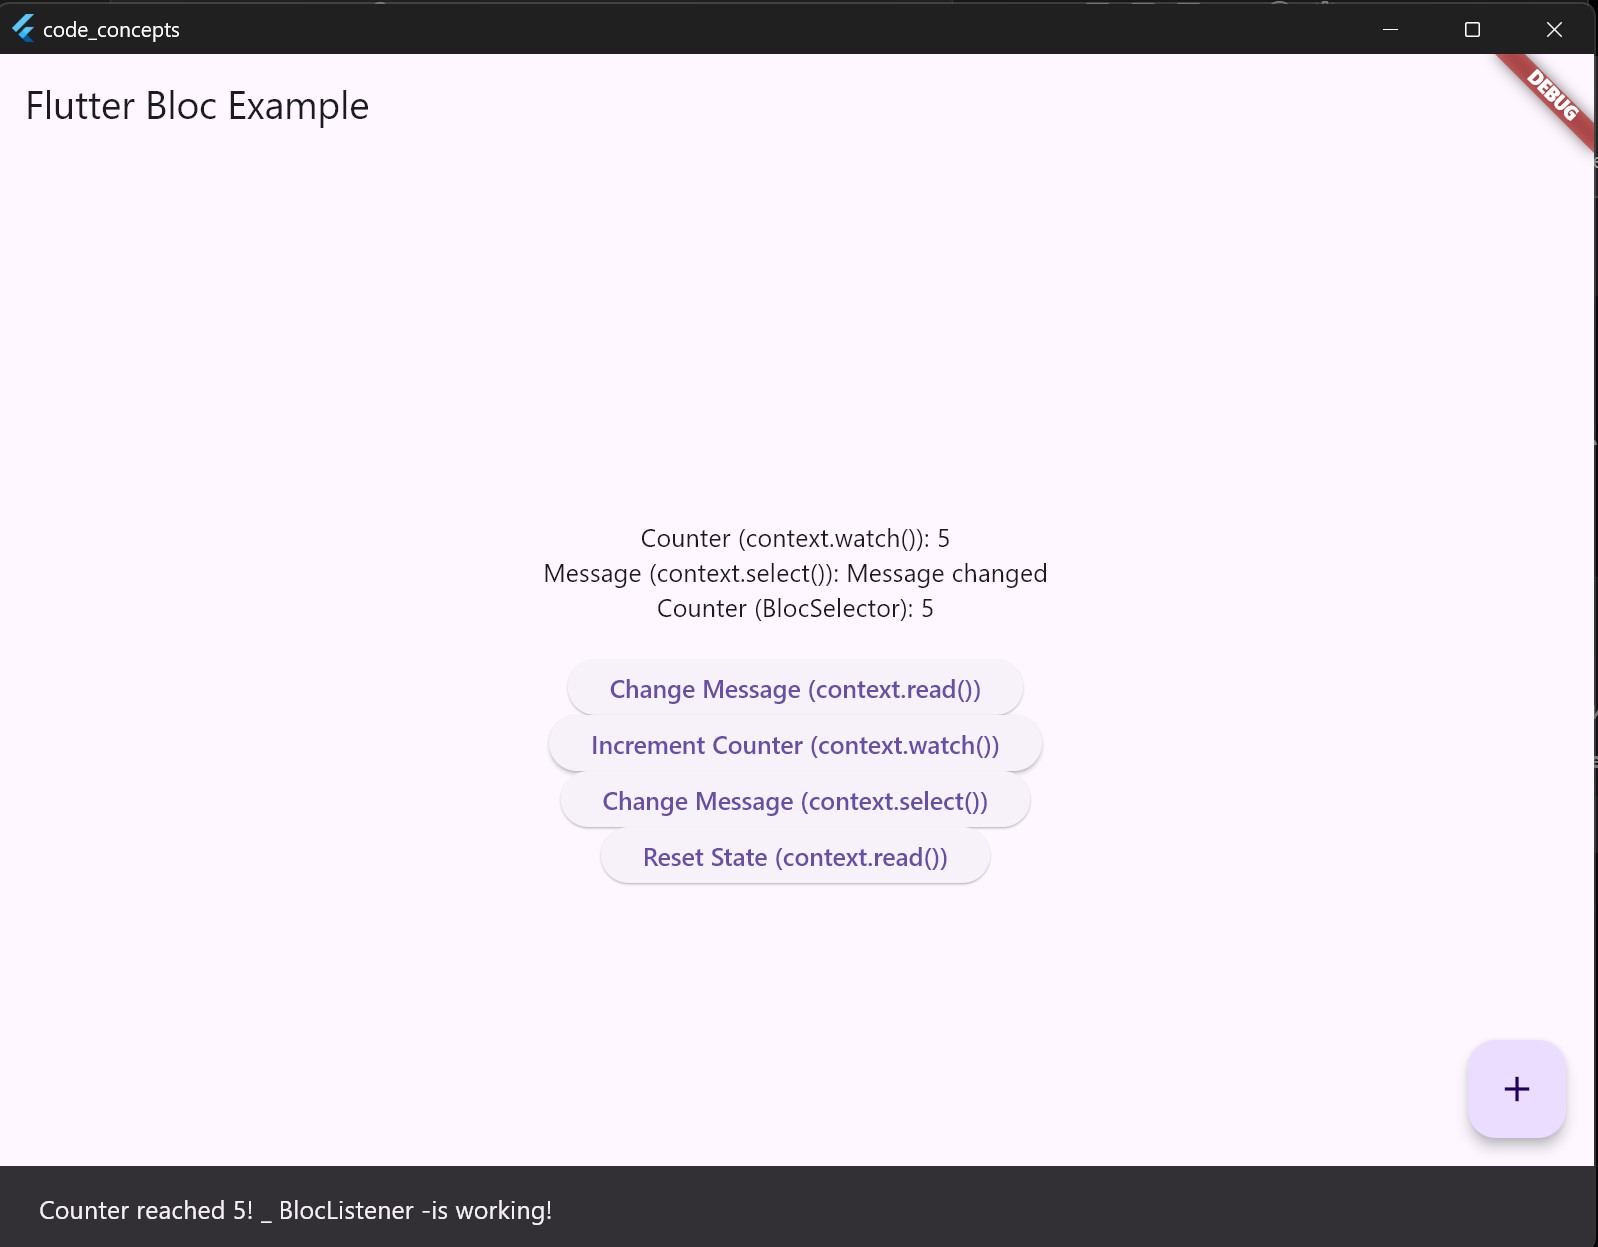 code_concepts
Flutter Bloc Example
DEBUG
Counter (context.watch()): 5
Message (context.select()): Message changed
Counter (BlocSelector): 5
Change Message (context.read())
Increment Counter (context.watch())
Change Message (context.select())
Reset State (context.read())
Counter reached 5! _ BlocListener -is working!